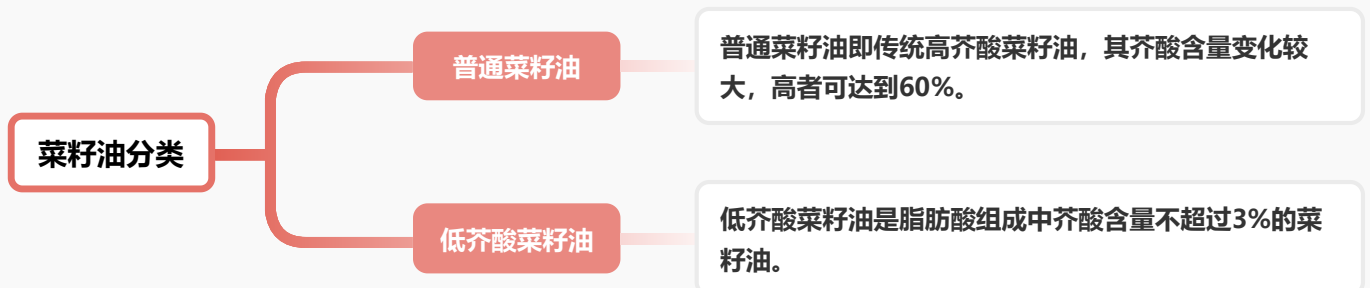 普通菜籽油
普通菜籽油即传统高芥酸菜籽油，其芥酸含量变化较
大，高者可达到60%。
菜籽油分类
低芥酸菜籽油
低芥酸菜籽油是脂肪酸组成中芥酸含量不超过3%的菜
籽油。